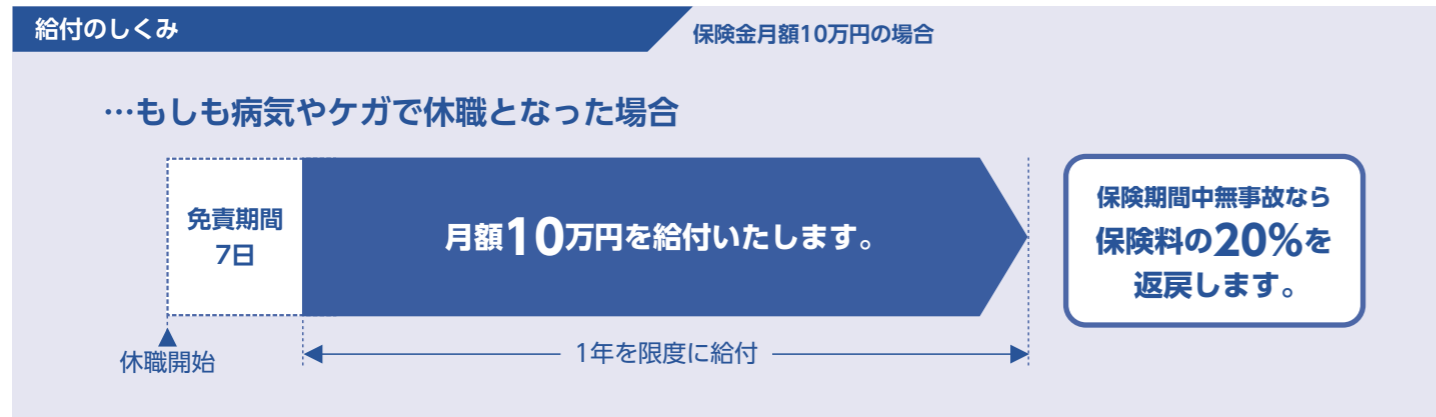 給付のしくみ
保険金月額10万円の場合
…もしも病気やケガで休職となった場合
免責期間
7日
月額10万円を給付いたします。
保険期間中無事故なら
保険料の20%を
返戻します。
休職開始
1年を限度に給付